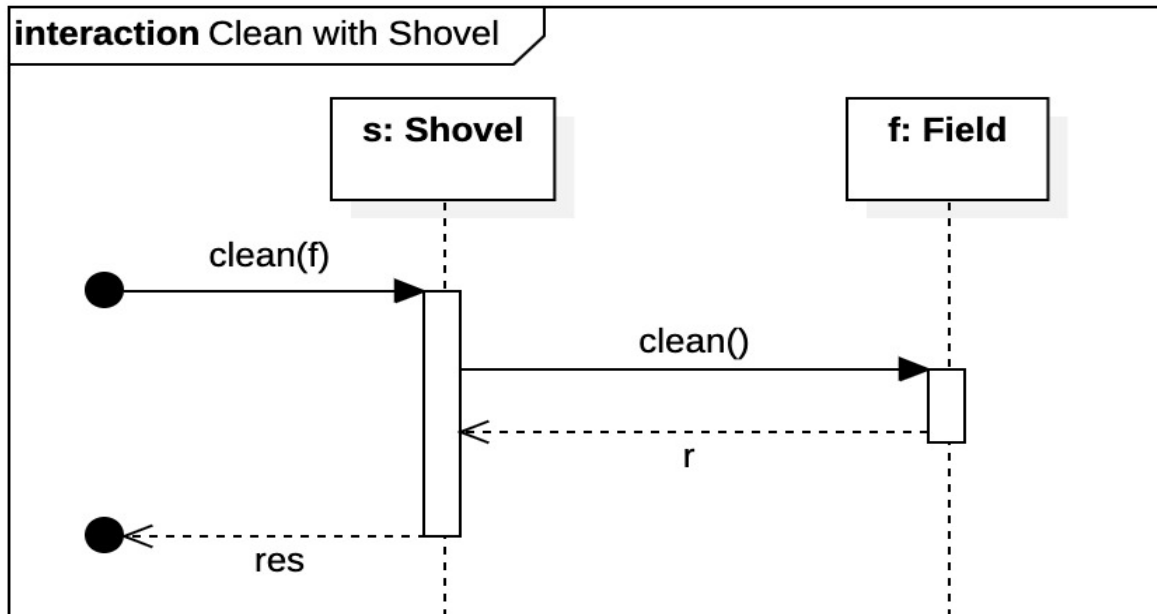 interaction Clean with Shovel
s: Shovel
f: Field
clean(f)
clean()
r
res